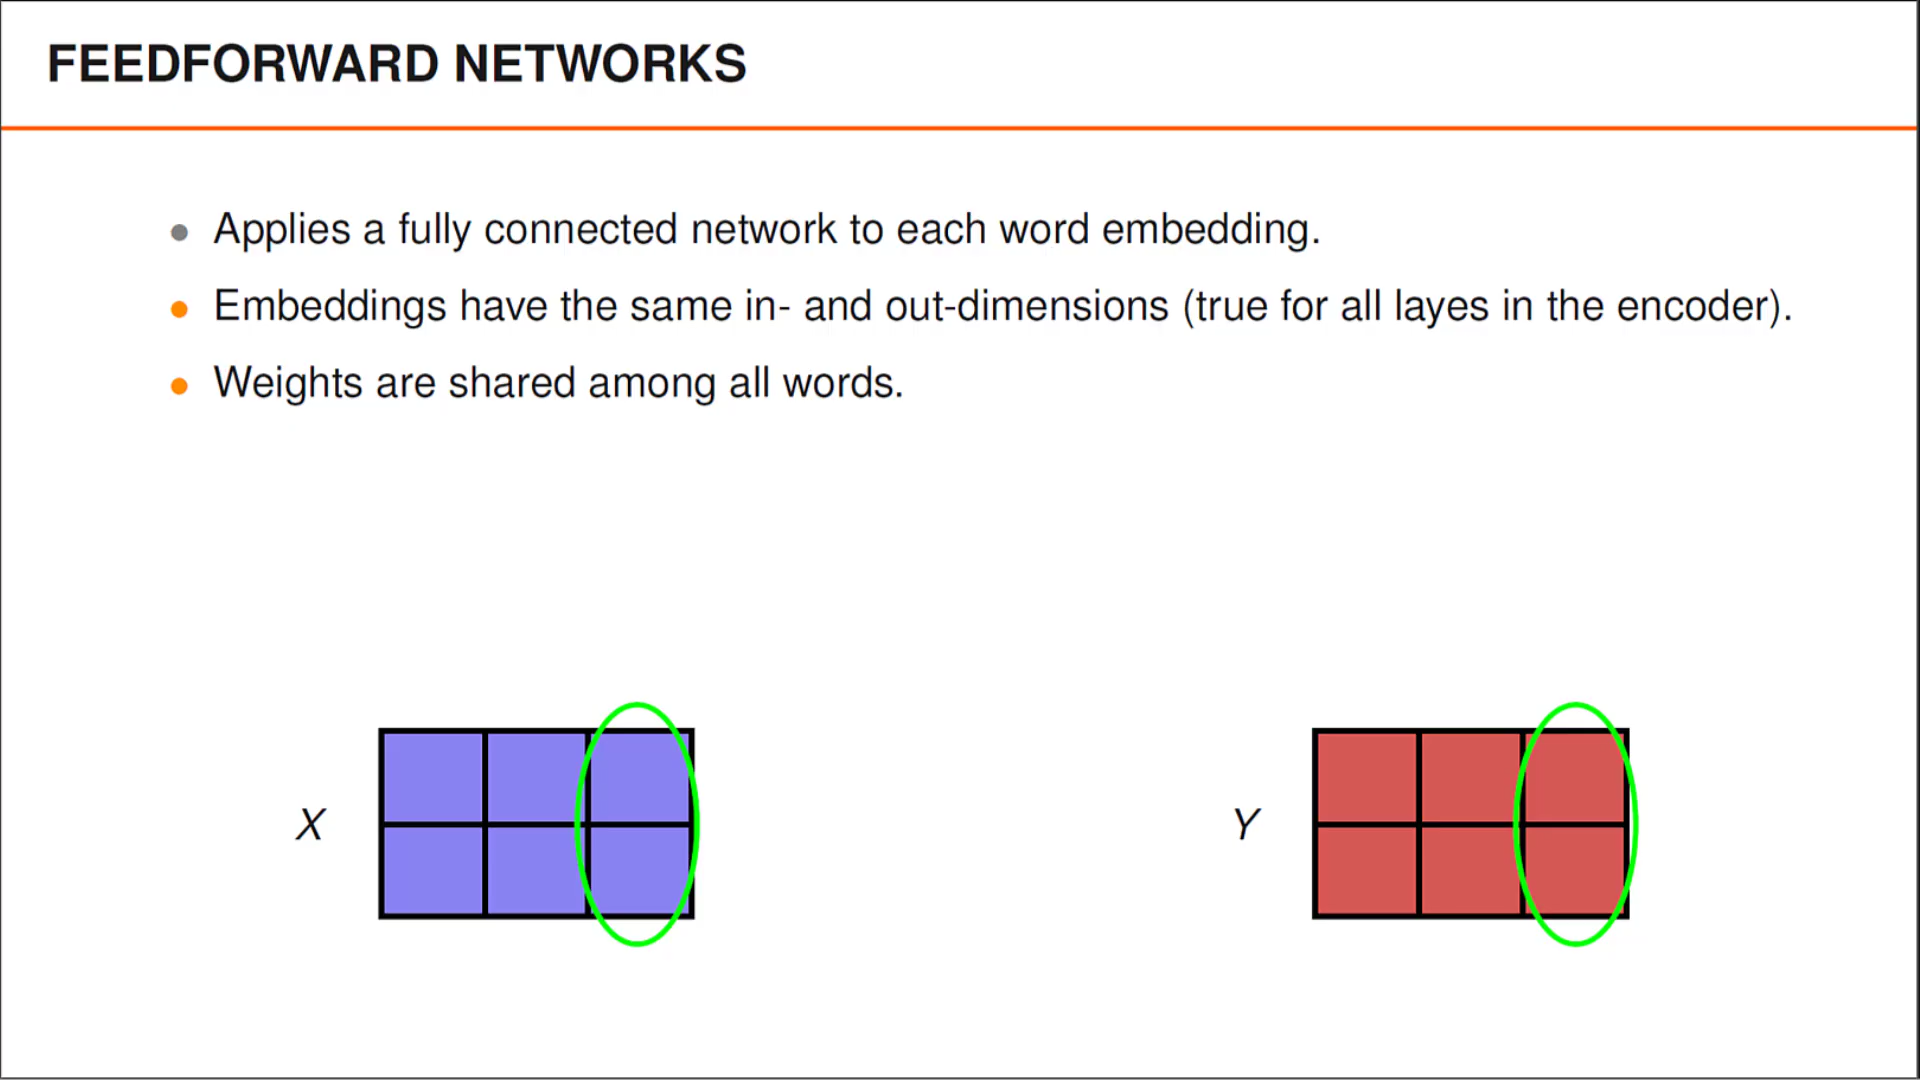 FEEDFORWARD NETWORKS
Applies a fully connected network to each word embedding.
Embeddings have the same in- and out-dimensions (true for all layes in the encoder).
Weights are shared among all words.
X
Y